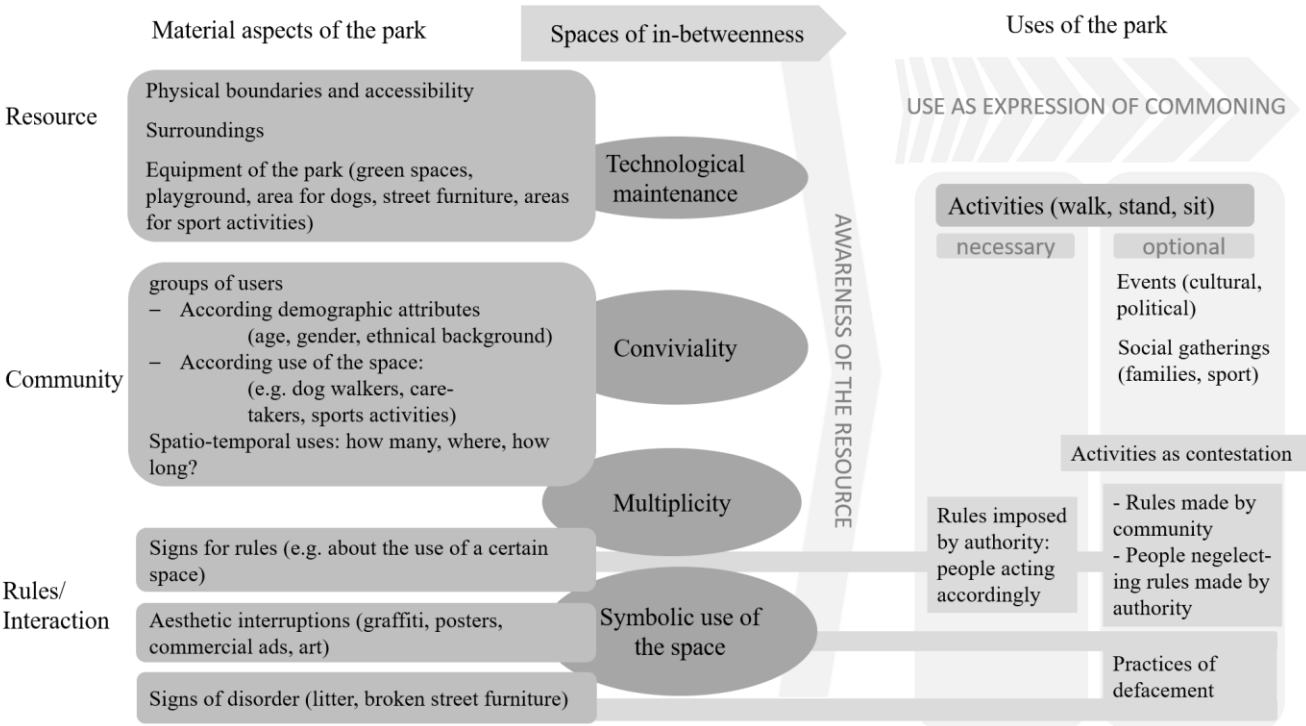 Material aspects of the park
Spaces of in-betweenness
Uses of the park
Resource
Physical boundaries and accessibility
Surroundings
Equipment of the park (green spaces,
playground, area for dogs, street furniture, areas
for sport activities)
Technological
maintenance
AWARENESS OF THE RESOURCE
USE AS EXPRESSION OF COMMONING
Activities (walk, stand, sit)
necessary
optional
Events (cultural,
political)
Social gatherings
(families, sport)
Community
groups of users
– According demographic attributes
(age, gender, ethnical background)
– According use of the space:
(e.g. dog walkers, care-
takers, sports activities)
Spatio-temporal uses: how many, where, how
long?
Conviviality
Multiplicity
Activities as contestation
Rules/
Interaction
Signs for rules (e.g. about the use of a certain
space)
Rules imposed
by authority:
people acting
accordingly
- Rules made by
community
- People negelect-
ing rules made by
authority
Aesthetic interruptions (graffiti, posters,
commercial ads, art)
Symbolic use of
the space
Signs of disorder (litter, broken street furniture)
Practices of
defacement